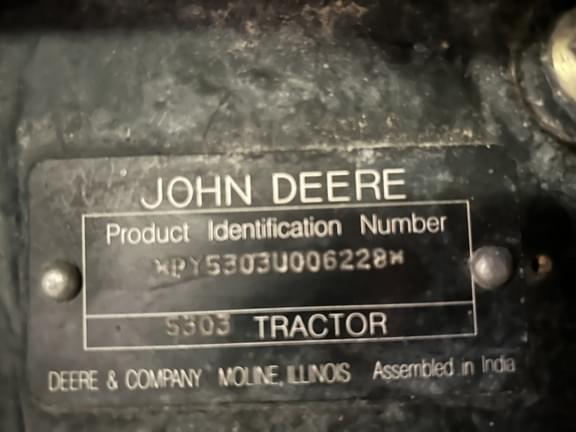 JOHN DEERE
Product Identification Number
*PY5303U006228*
5303 TRACTOR
DEERE & COMPANY MOLINE, ILLINOIS Assembled in India